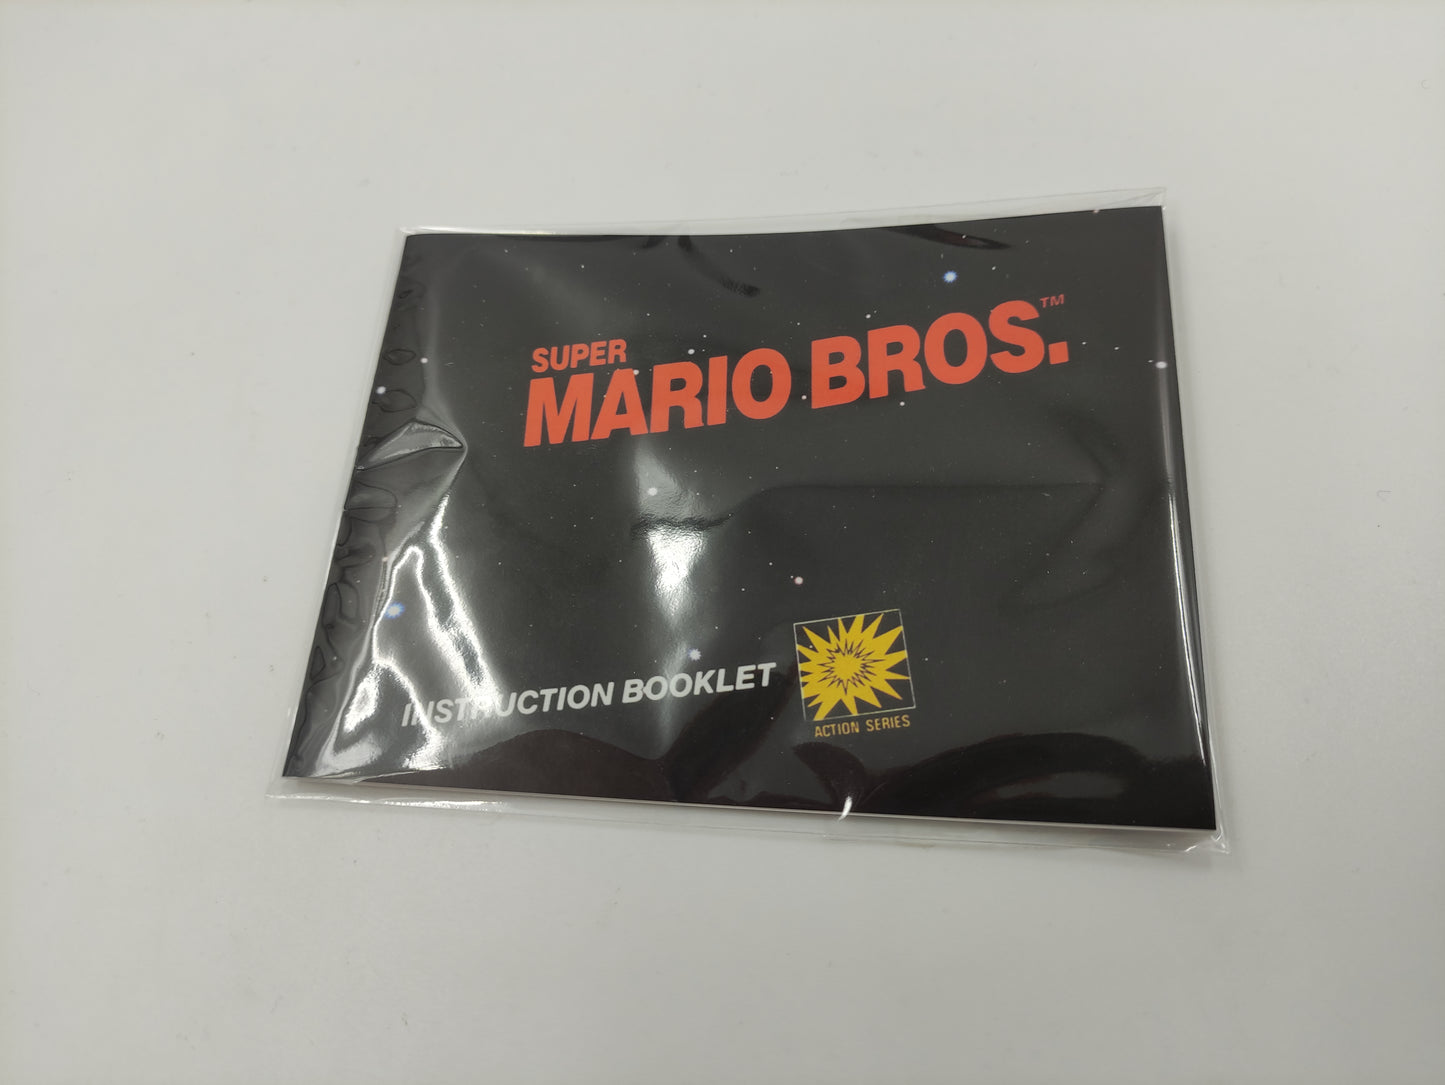 SUPER
MARIO BROS.™
INSTRUCTION BOOKLET
ACTION SERIES